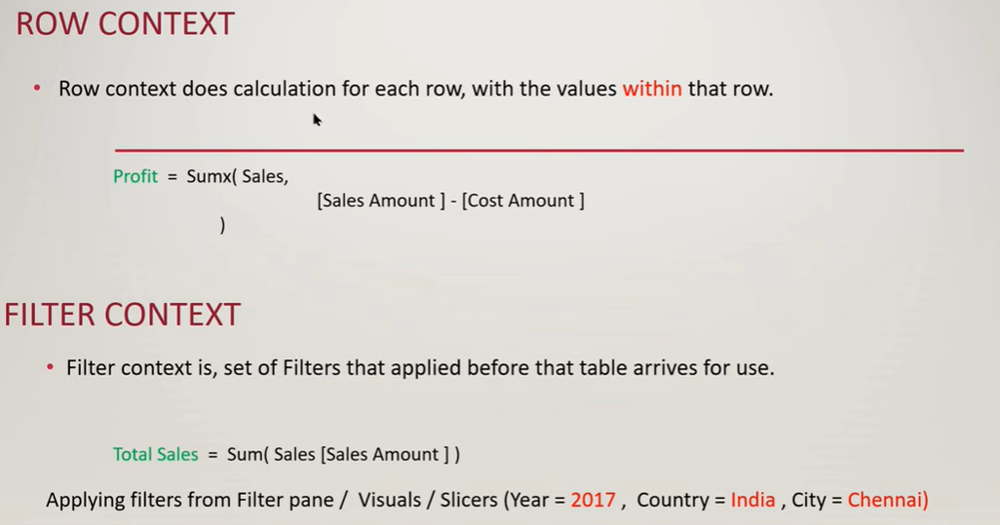 ROW CONTEXT
• Row context does calculation for each row, with the values within that row.
Profit = Sumx( Sales,
[Sales Amount ] - [Cost Amount ]
)
FILTER CONTEXT
• Filter context is, set of Filters that applied before that table arrives for use.
Total Sales = Sum( Sales [Sales Amount ] )
Applying filters from Filter pane / Visuals / Slicers (Year = 2017 , Country = India , City = Chennai)